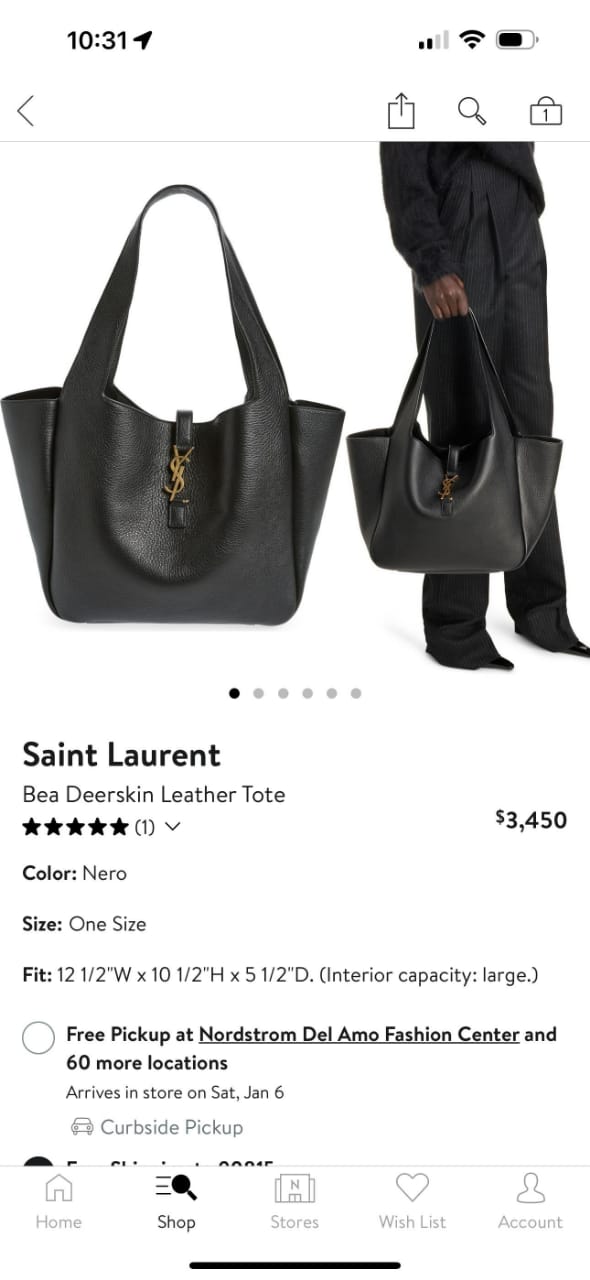 10:31
1
Saint Laurent
Bea Deerskin Leather Tote
(1)
$3,450
Color: Nero
Size: One Size
Fit: 12 1/2"W x 10 1/2"H x 5 1/2"D. (Interior capacity: large.)
Free Pickup at Nordstrom Del Amo Fashion Center and
60 more locations
Arrives in store on Sat, Jan 6
Curbside Pickup
N
Home
Shop
Stores
Wish List
Account